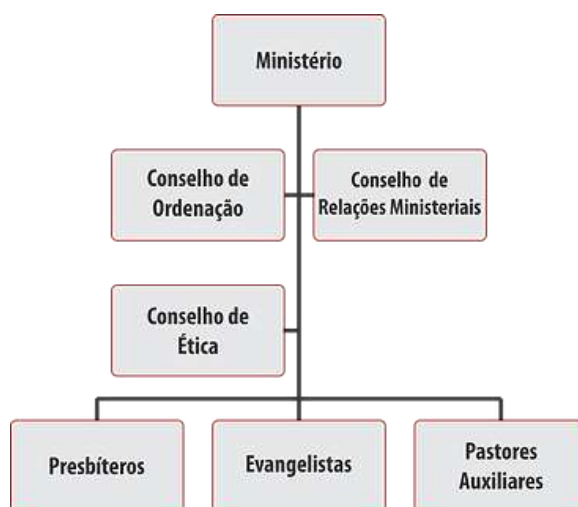 Ministério
Conselho de
Ordenação
Conselho de
Relações Ministeriais
Conselho de
Ética
Presbíteros
Evangelistas
Pastores
Auxiliares